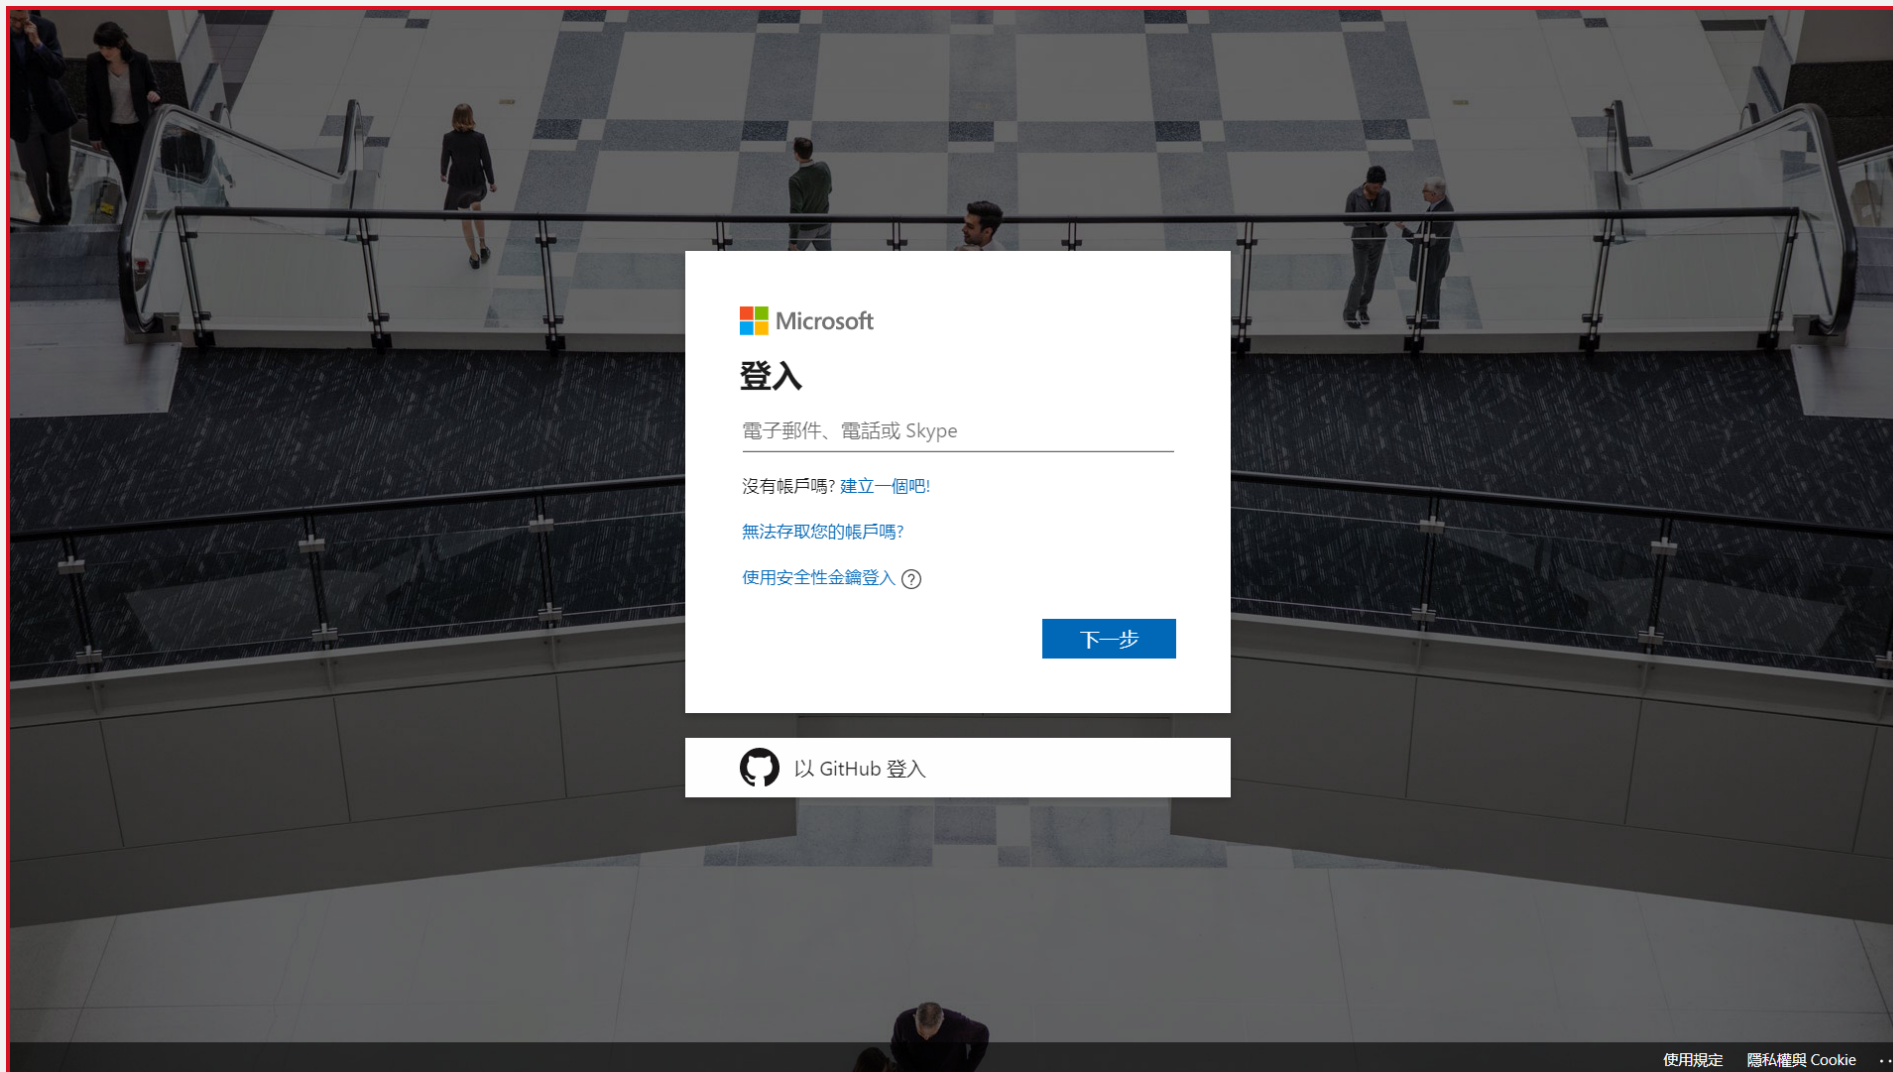 Microsoft
登入
電子郵件、電話或 Skype
沒有帳戶嗎? 建立一個吧!
無法存取您的帳戶嗎?
使用安全性金鑰登入 ?
下一步
以 GitHub 登入
使用規定 隱私權與 Cookie